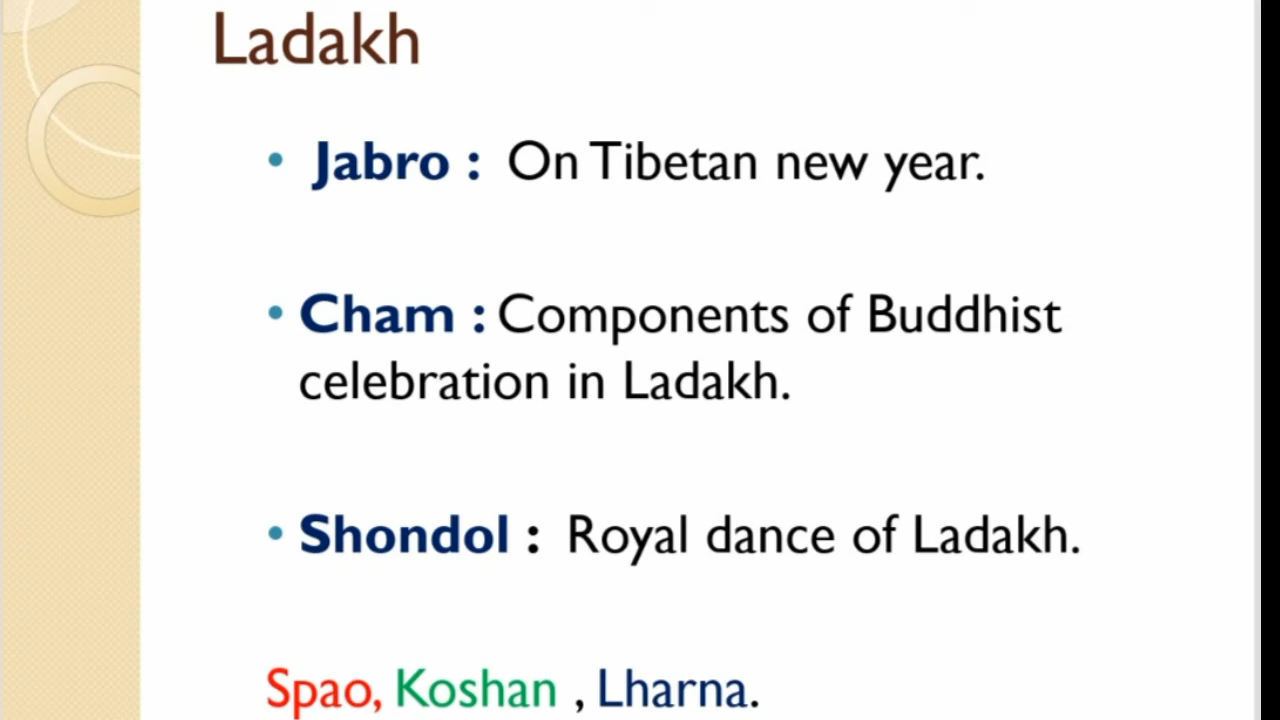 Ladakh
• Jabro : On Tibetan new year.
• Cham : Components of Buddhist
celebration in Ladakh.
• Shondol : Royal dance of Ladakh.
Spao, Koshan , Lharna.